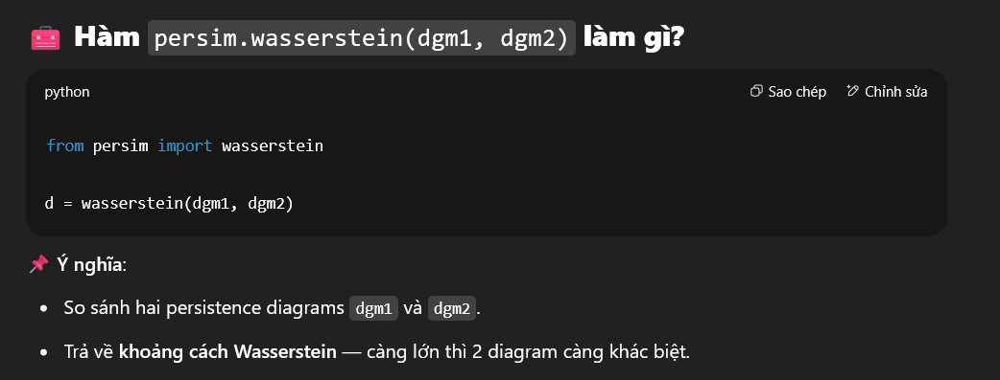 🧰 Hàm persim.wasserstein(dgm1, dgm2) làm gì?
python
Sao chép
Chỉnh sửa
from persim import wasserstein
d = wasserstein(dgm1, dgm2)
📌 Ý nghĩa:
• So sánh hai persistence diagrams dgm1 và dgm2.
• Trả về khoảng cách Wasserstein — càng lớn thì 2 diagram càng khác biệt.